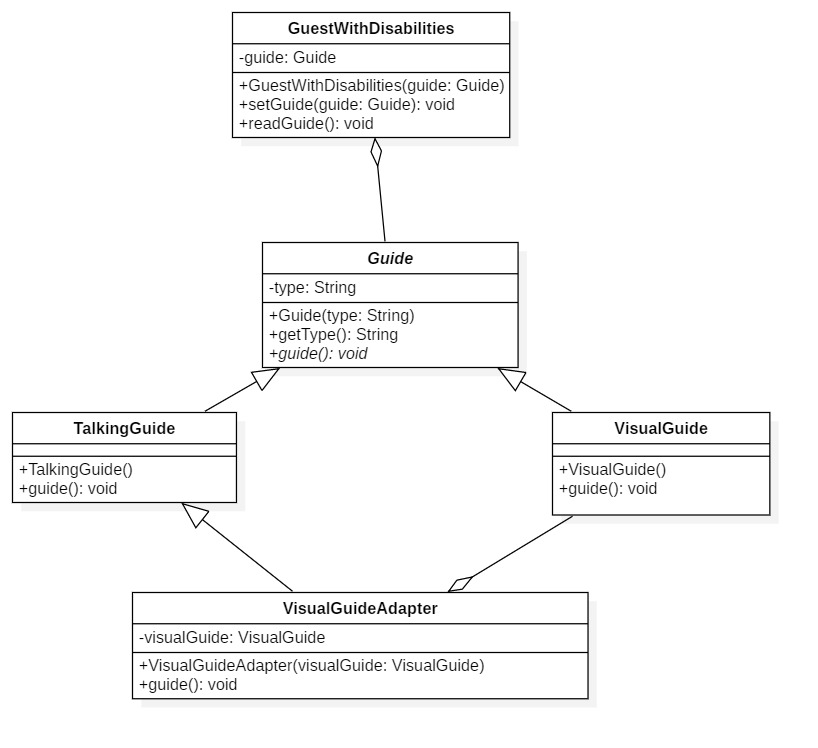 GuestWithDisabilities
-guide: Guide
+GuestWithDisabilities(guide: Guide)
+setGuide(guide: Guide): void
+readGuide(): void
Guide
-type: String
+Guide(type: String)
+getType(): String
+guide(): void
TalkingGuide
+TalkingGuide()
+guide(): void
VisualGuide
+VisualGuide()
+guide(): void
VisualGuideAdapter
-visualGuide: VisualGuide
+VisualGuideAdapter(visualGuide: VisualGuide)
+guide(): void